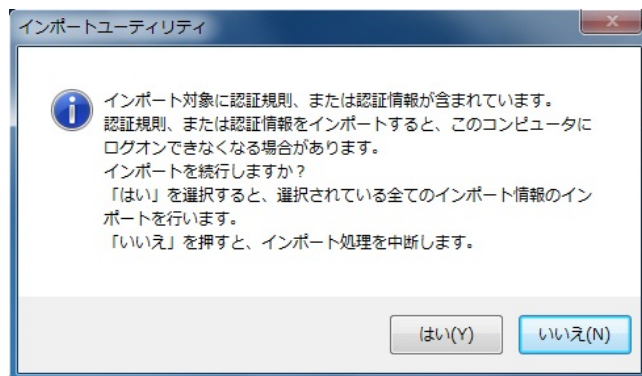 インポートユーティリティ
インポート対象に認証規則、または認証情報が含まれています。
認証規則、または認証情報をインポートすると、このコンピュータに
ログオンできなくなる場合があります。
インポートを続行しますか？
「はい」を選択すると、選択されている全てのインポート情報のイン
ポートを行います。
「いいえ」を押すと、インポート処理を中断します。
はい(Y)
いいえ(N)